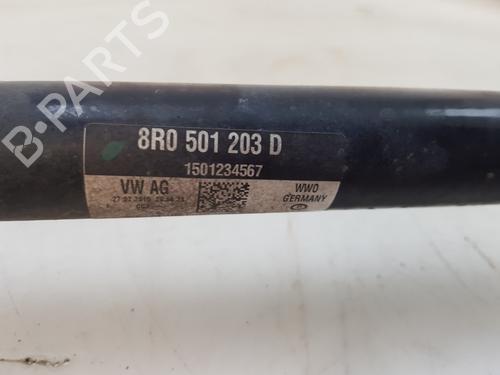 B-PARTS
8R0 501 203 D
1501234567
VW AG
WWO
GERMANY